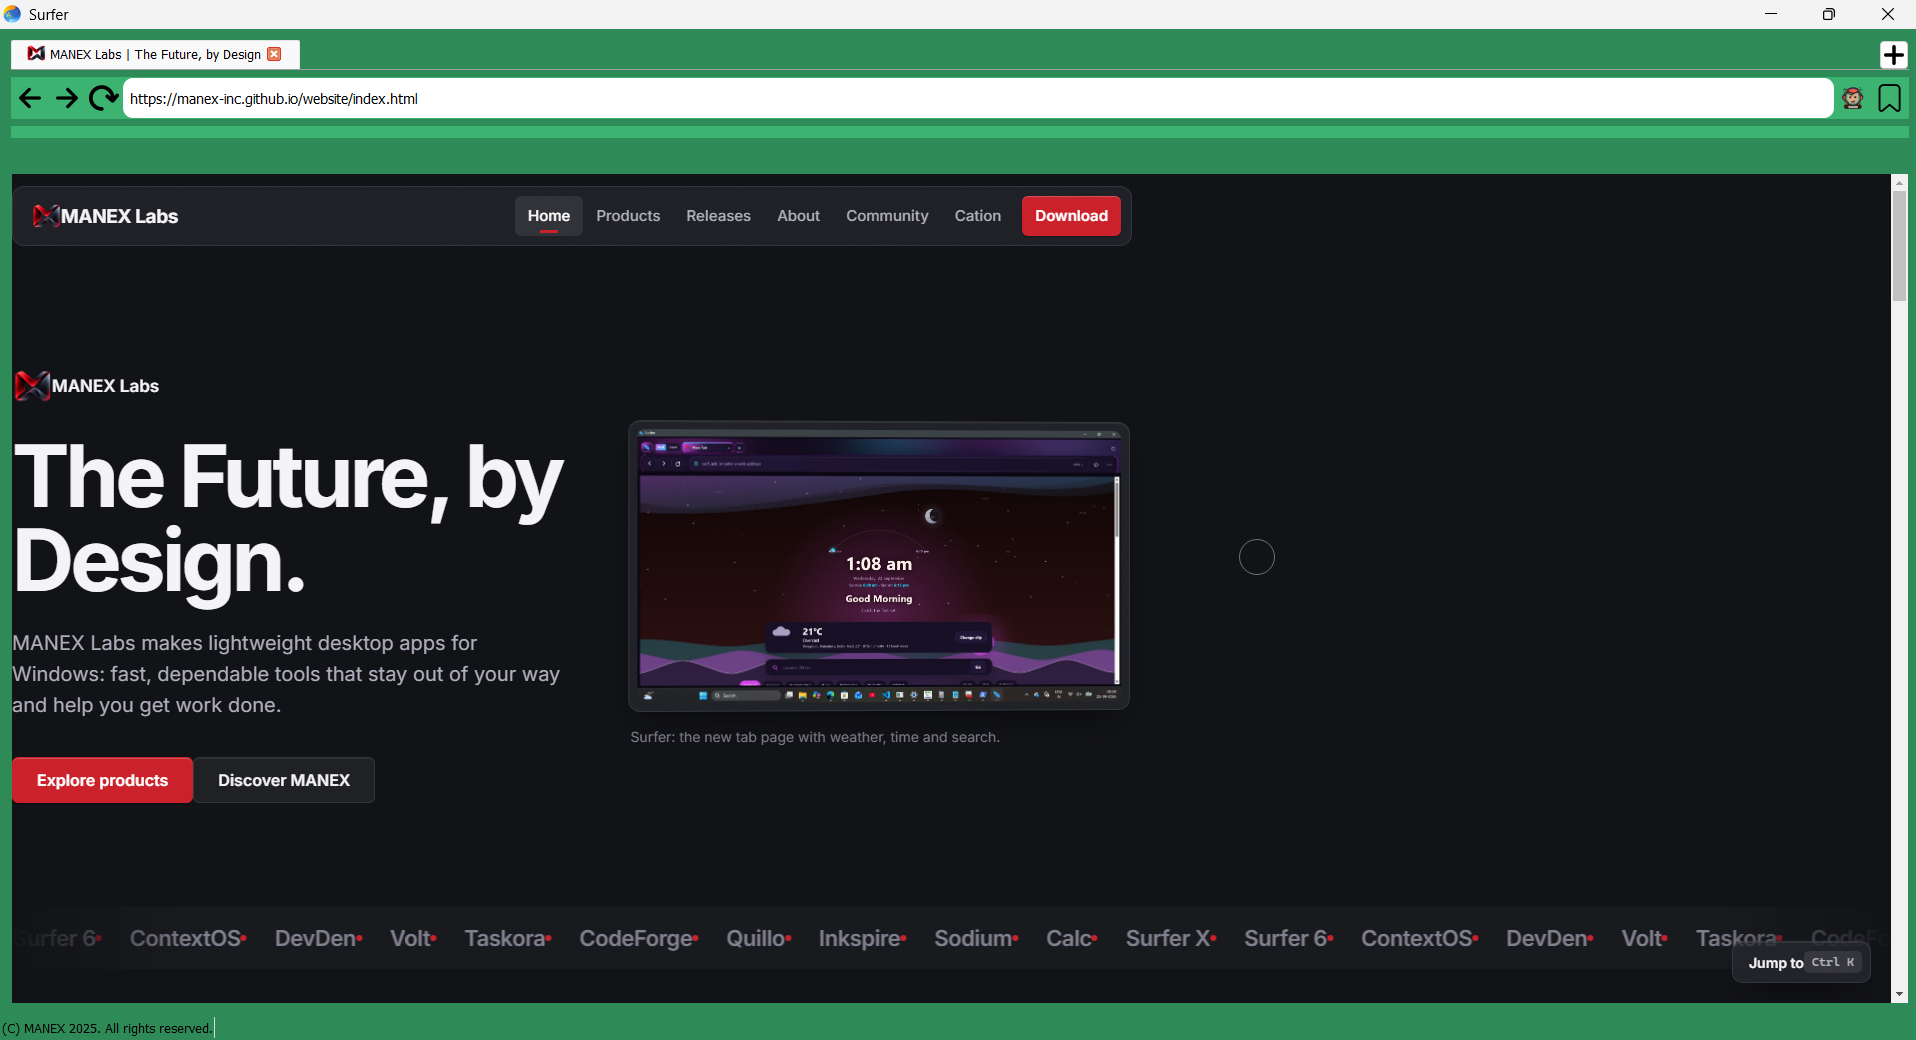 Surfer
MANEX Labs | The Future, by Design
https://manex-inc.github.io/website/index.html
MANEX Labs
Home Products Releases About Community Cation Download
MANEX Labs
The Future, by
Design.
MANEX Labs makes lightweight desktop apps for
Windows: fast, dependable tools that stay out of your way
and help you get work done.
Explore products Discover MANEX
1:08 am
Good Morning
21°C
Change city
Search
Surfer: the new tab page with weather, time and search.
Surfer 6 ContextOS DevDen Volt Taskora CodeForge Quillo Inkspire Sodium Calc Surfer X Surfer 6 ContextOS DevDen Volt Taskora
Jump to Ctrl K
(C) MANEX 2025. All rights reserved.